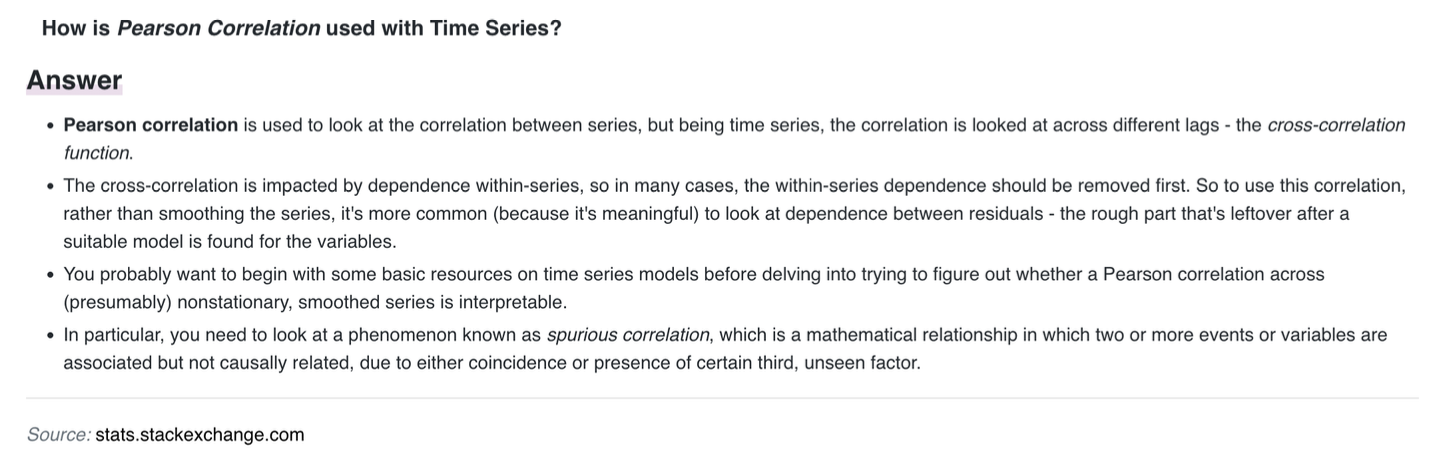 How is Pearson Correlation used with Time Series?
Answer
• Pearson correlation is used to look at the correlation between series, but being time series, the correlation is looked at across different lags - the cross-correlation
function.
• The cross-correlation is impacted by dependence within-series, so in many cases, the within-series dependence should be removed first. So to use this correlation,
rather than smoothing the series, it's more common (because it's meaningful) to look at dependence between residuals - the rough part that's leftover after a
suitable model is found for the variables.
• You probably want to begin with some basic resources on time series models before delving into trying to figure out whether a Pearson correlation across
(presumably) nonstationary, smoothed series is interpretable.
• In particular, you need to look at a phenomenon known as spurious correlation, which is a mathematical relationship in which two or more events or variables are
associated but not causally related, due to either coincidence or presence of certain third, unseen factor.
Source: stats.stackexchange.com